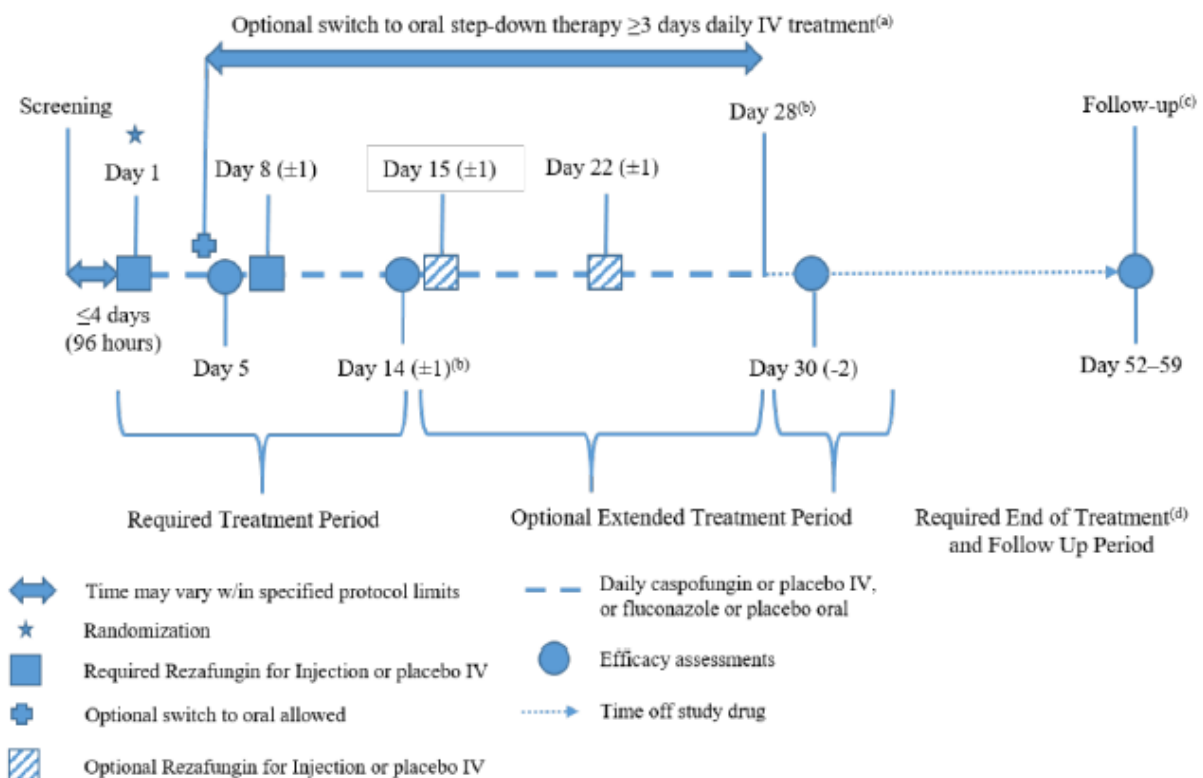 Optional switch to oral step-down therapy ≥3 days daily IV treatment(a)
Screening
Day 28(b)
Follow-up(c)
Day 1
Day 8 (±1)
Day 15 (±1)
Day 22 (±1)
≤4 days
(96 hours)
Day 5
Day 14 (±1)(b)
Day 30 (-2)
Day 52–59
Required Treatment Period
Optional Extended Treatment Period
Required End of Treatment(d)
and Follow Up Period
Time may vary w/in specified protocol limits
Randomization
Required Rezafungin for Injection or placebo IV
Optional switch to oral allowed
Optional Rezafungin for Injection or placebo IV
Daily caspofungin or placebo IV,
or fluconazole or placebo oral
Efficacy assessments
Time off study drug